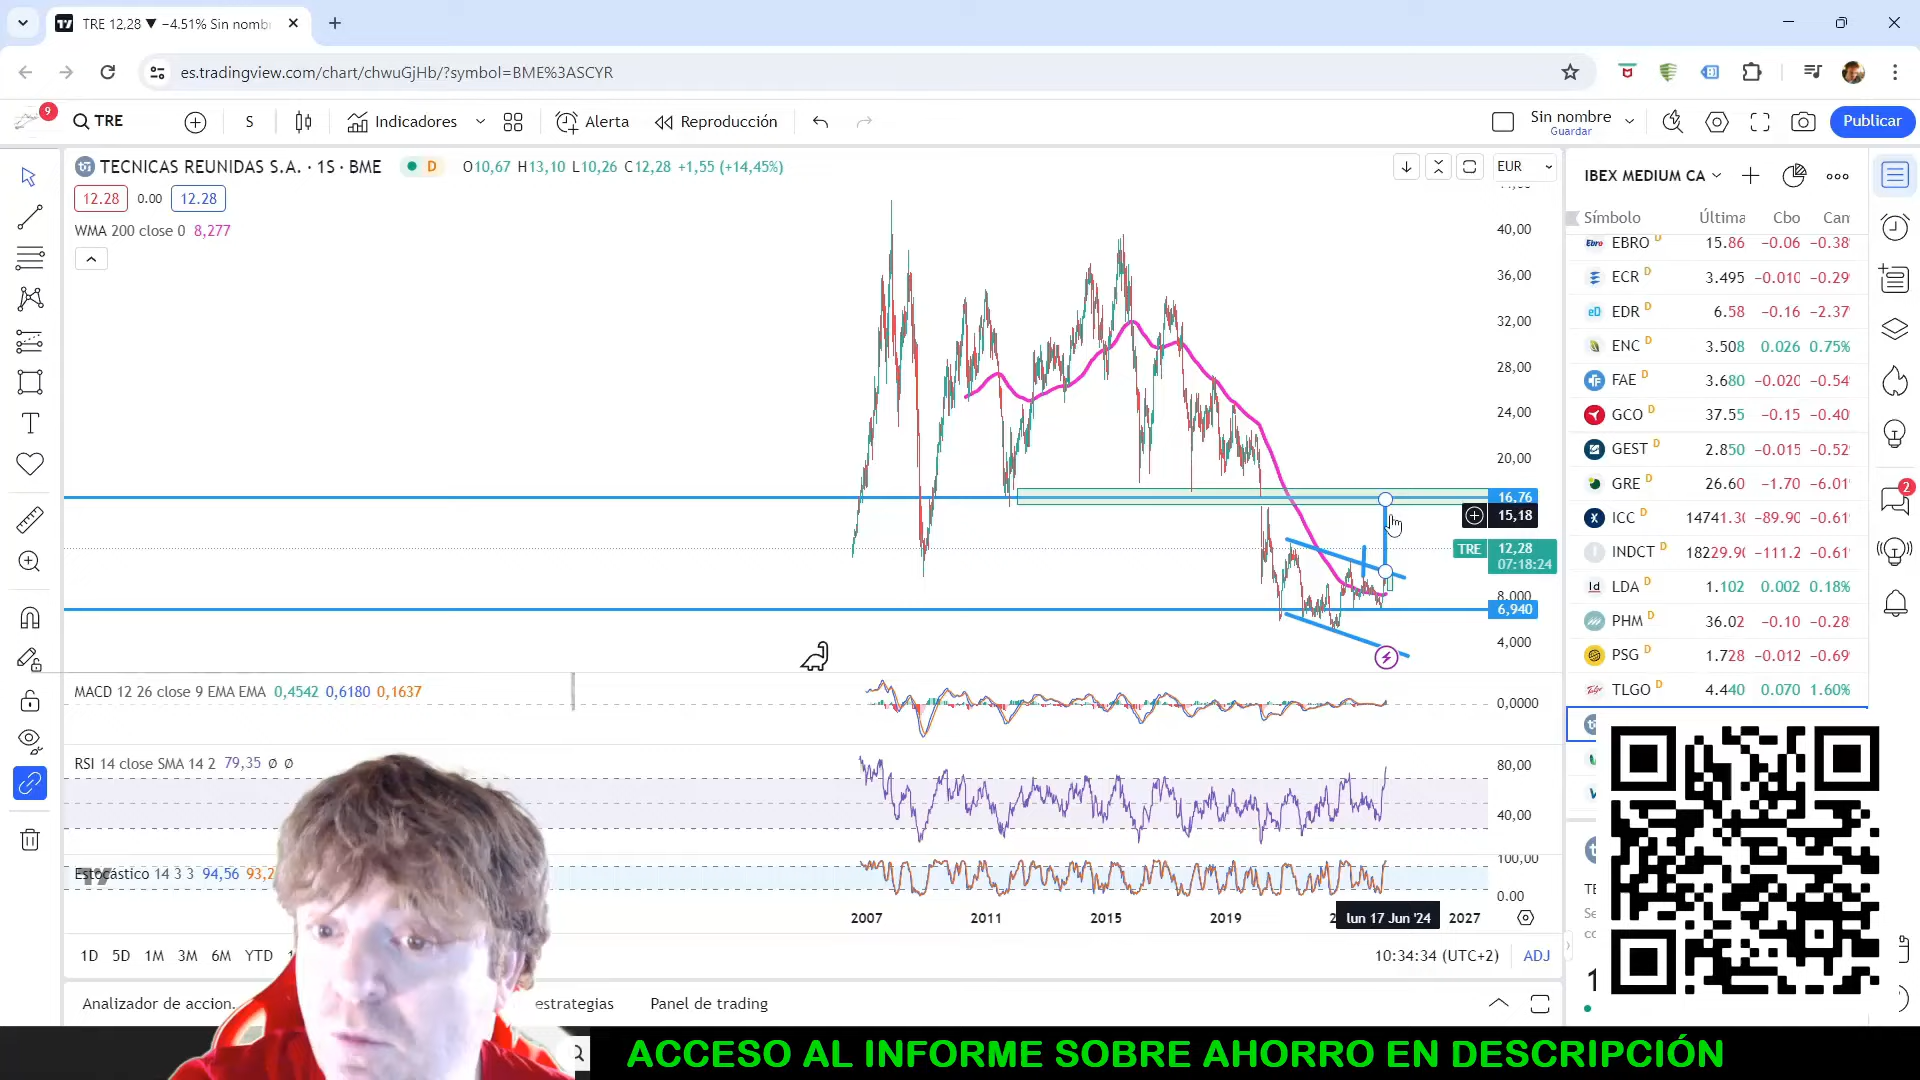 TRE 12,28 ▼ −4.51% Sin nomb
es.tradingview.com/chart/chwuGjHb/?symbol=BME%3ASCYR
9
TRE
S
Indicadores
Alerta
Reproducción
Sin nombre
Guardar
Publicar
TECNICAS REUNIDAS S.A. · 1S · BME
D
O10,67 H13,10 L10,26 C12,28 +1,55 (+14,45%)
EUR
12.28 0.00 12.28
WMA 200 close 0 8,277
40,00
36,00
32,00
28,00
24,00
20,00
16,76
15,18
TRE 12,28
07:18:24
8,000
6,940
4,000
MACD 12 26 close 9 EMA EMA 0,4542 0,6180 0,1637
0,0000
RSI 14 close SMA 14 2 79,35 Ø Ø
80,00
40,00
Estocástico 14 3 3 94,56 93,2
100,00
0.00
2007 2011 2015 2019 lun 17 Jun '24 2027
1D 5D 1M 3M 6M YTD
10:34:34 (UTC+2) ADJ
Analizador de accion.
estrategias
Panel de trading
IBEX MEDIUM CA
Símbolo Última Cbo Can
EBRO D 15.86 −0.06 −0.38
ECR D 3.495 −0.010 −0.29
EDR D 6.58 −0.16 −2.37
ENC D 3.508 0.026 0.75%
FAE D 3.680 −0.020 −0.54
GCO D 37.55 −0.15 −0.40
GEST D 2.850 −0.015 −0.52
GRE D 26.60 −1.70 −6.01
ICC D 14741.30 −89.90 −0.61
INDCT D 18229.90 −111.2 −0.61
LDA D 1.102 0.002 0.18%
PHM D 36.02 −0.10 −0.28
PSG D 1.728 −0.012 −0.69
TLGO D 4.440 0.070 1.60%
2
ACCESO AL INFORME SOBRE AHORRO EN DESCRIPCIÓN